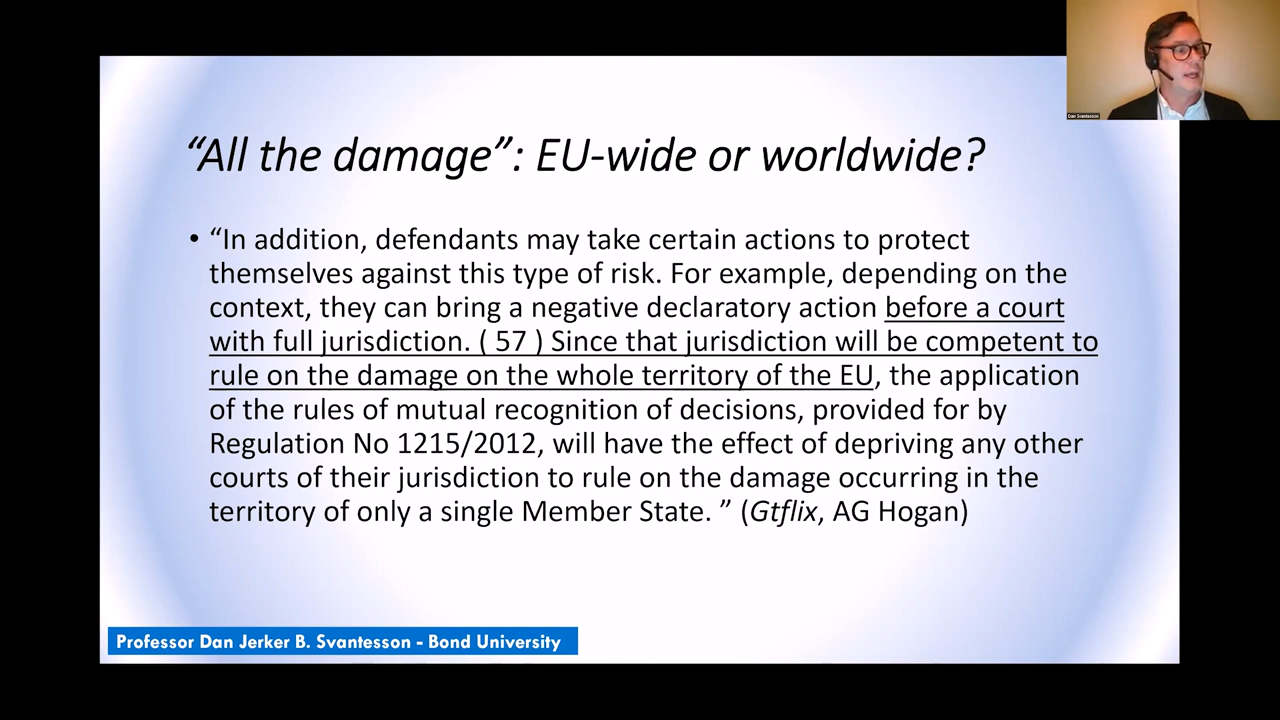 “All the damage”: EU-wide or worldwide?
• “In addition, defendants may take certain actions to protect
themselves against this type of risk. For example, depending on the
context, they can bring a negative declaratory action before a court
with full jurisdiction. ( 57 ) Since that jurisdiction will be competent to
rule on the damage on the whole territory of the EU, the application
of the rules of mutual recognition of decisions, provided for by
Regulation No 1215/2012, will have the effect of depriving any other
courts of their jurisdiction to rule on the damage occurring in the
territory of only a single Member State. ” (Gtflix, AG Hogan)
Professor Dan Jerker B. Svantesson - Bond University
Dan Svantesson